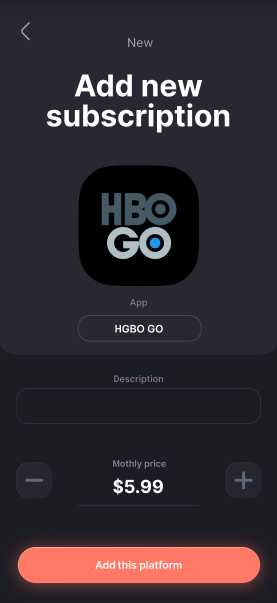 New
Add new
subscription
HBO
GO
App
HGBO GO
Description
Mothly price
$5.99
Add this platform